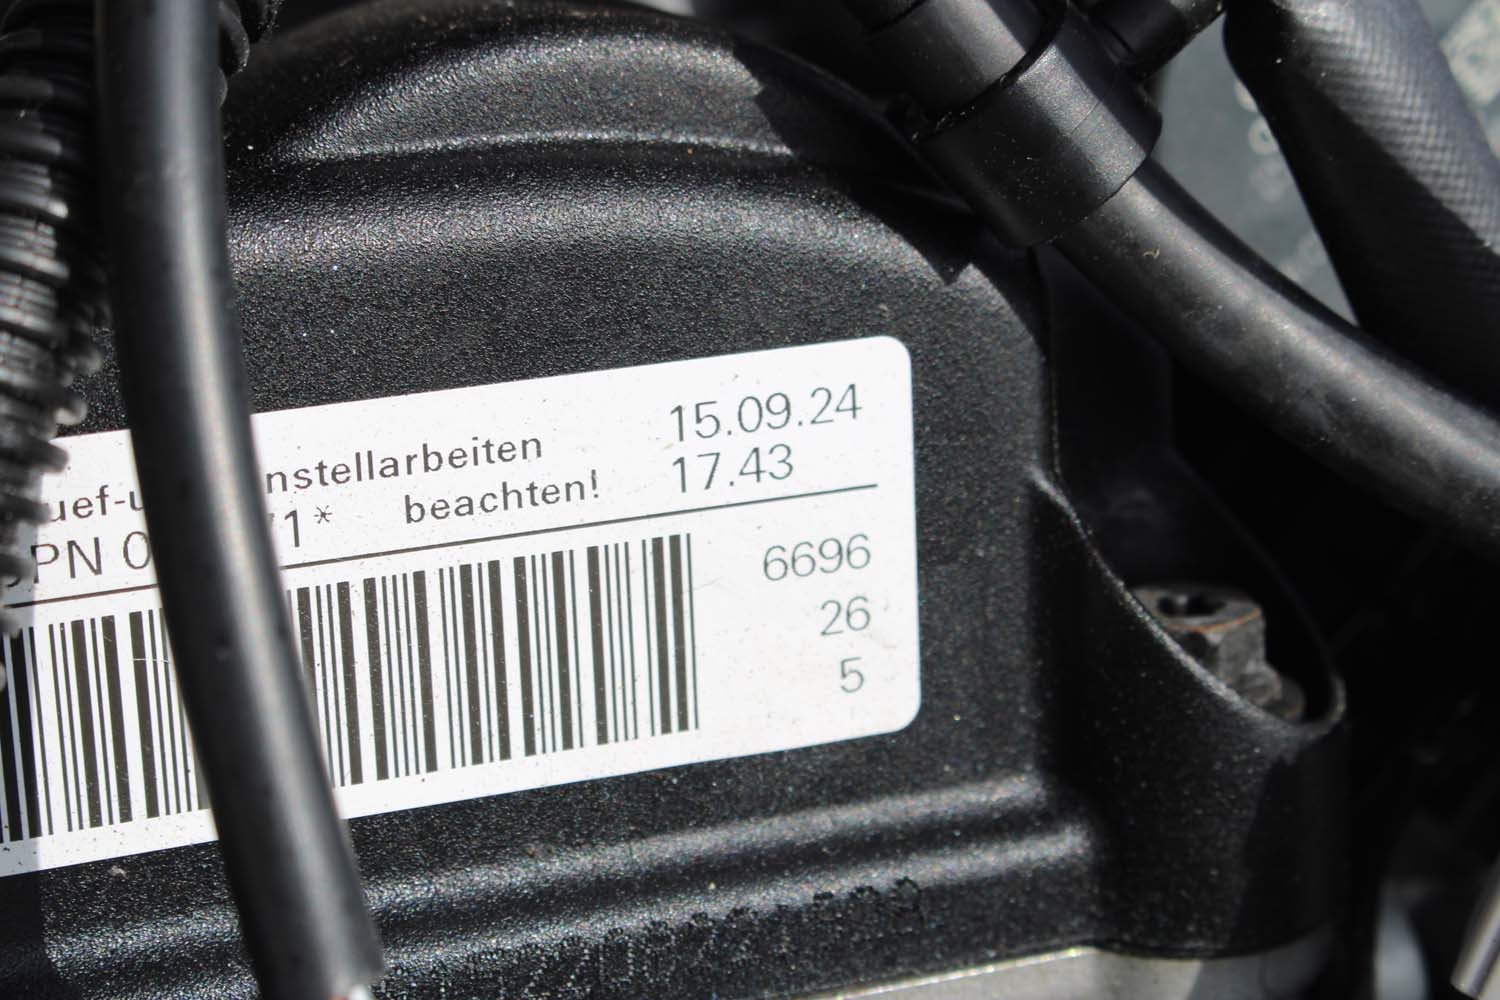 uef-u nstellarbeiten 15.09.24
PN 0 1* beachten! 17.43
6696
26
5